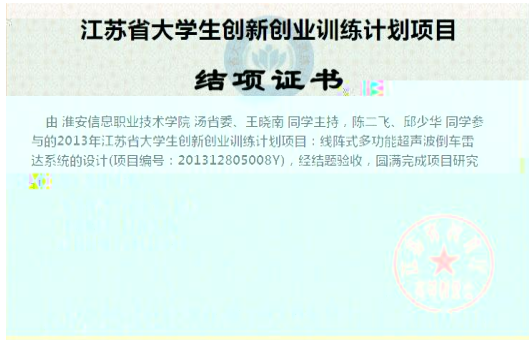 江苏省大学生创新创业训练计划项目
结项证书
由 淮安信息职业技术学院 汤省委、王晓南 同学主持，陈二飞、邱少华 同学参
与的2013年江苏省大学生创新创业训练计划项目：线阵式多功能超声波倒车雷
达系统的设计(项目编号：201312805008Y)，经结题验收，圆满完成项目研究